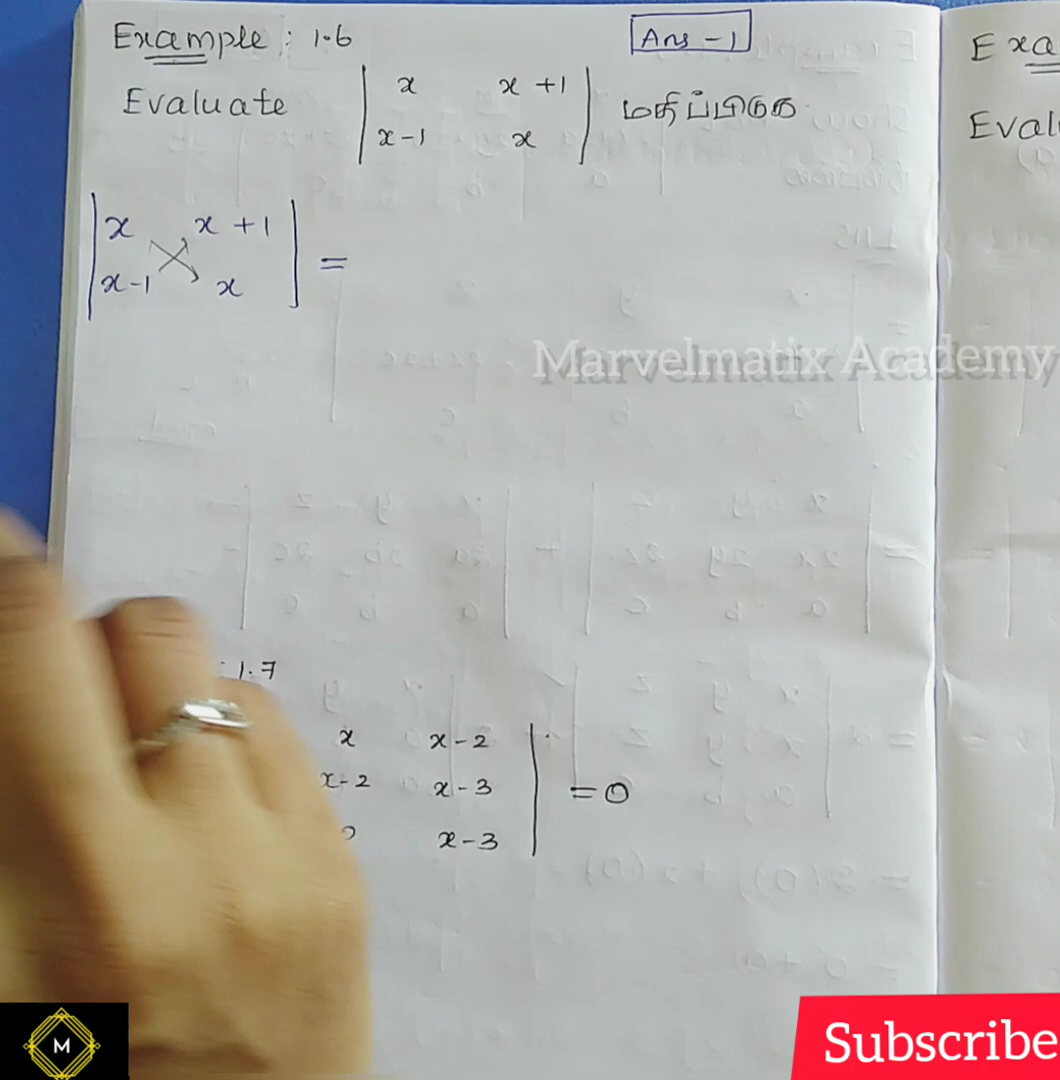 Example : 1.6
Ans - 1
Exa
Evaluate | x x + 1 | மதிப்பிடுக
| x - 1 x |
Eval
| x x + 1 |
| x - 1 x | =
Marvelmatix Academy
: 1.7
x x - 2
x - 2 x - 3 | = 0
x - 3
M
Subscribe